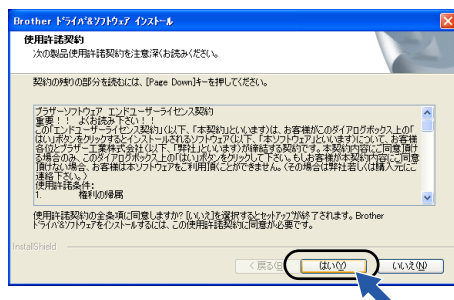 Brother ﾄﾞﾗｲﾊﾞ&ｿﾌﾄｳｪｱ ｲﾝｽﾄｰﾙ
使用許諾契約
次の製品使用許諾契約を注意深くお読みください。
契約の残りの部分を読むには、[Page Down]キーを押してください。
ブラザーソフトウェア エンドユーザーライセンス契約
重要！！ よくお読み下さい！！
この「エンドユーザーライセンス契約」(以下、「本契約」といいます)は、お客様がこのダイアログボックス上の「
はい」ボタンをクリックするとインストールされるソフトウェア(以下、「本ソフトウェア」といいます)について、お客様
各位とブラザー工業株式会社(以下、「弊社」といいます)が締結する契約です。本契約内容にご同意頂け
る場合のみ、このダイアログボックス上の「はい」ボタンをクリックして下さい。もしお客様が本契約内容にご同意
頂けない場合、お客様は本ソフトウェアをご利用頂くことができません。(その場合は弊社若しくは購入元にご
連絡下さい。)
使用許諾条件:
1. 権利の帰属
使用許諾契約の全条項に同意しますか? [いいえ]を選択するとｾｯﾄｱｯﾌﾟが終了されます。Brother
ﾄﾞﾗｲﾊﾞ&ｿﾌﾄｳｪｱをｲﾝｽﾄｰﾙするには、この使用許諾契約に同意が必要です。
InstallShield
< 戻る(B) はい(Y) いいえ(N)